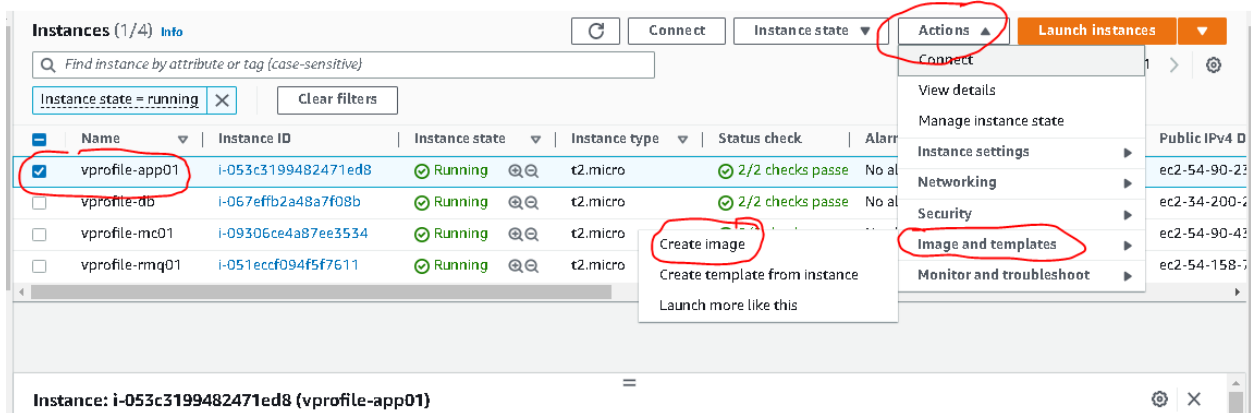 Instances (1/4) Info
Connect
Instance state
Actions
Launch instances
Find instance by attribute or tag (case-sensitive)
1
Instance state = running
Clear filters
Connect
View details
Manage instance state
Instance settings
Networking
Security
Image and templates
Monitor and troubleshoot
Create image
Create template from instance
Launch more like this
Name Instance ID Instance state Instance type Status check Alarr Public IPv4 D
vprofile-app01 i-053c3199482471ed8 Running t2.micro 2/2 checks passe No al ec2-54-90-23
vprofile-db i-067effb2a48a7f08b Running t2.micro 2/2 checks passe No al ec2-34-200-2
vprofile-mc01 i-09306ce4a87ee3534 Running t2.micro ec2-54-90-43
vprofile-rmq01 i-051eccf094f5f7611 Running t2.micro ec2-54-158-7
Instance: i-053c3199482471ed8 (vprofile-app01)